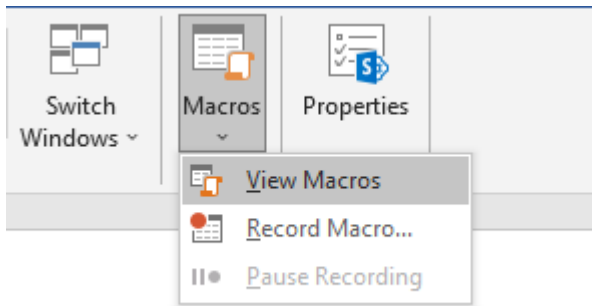 Switch
Windows
Macros
Properties
View Macros
Record Macro...
Pause Recording